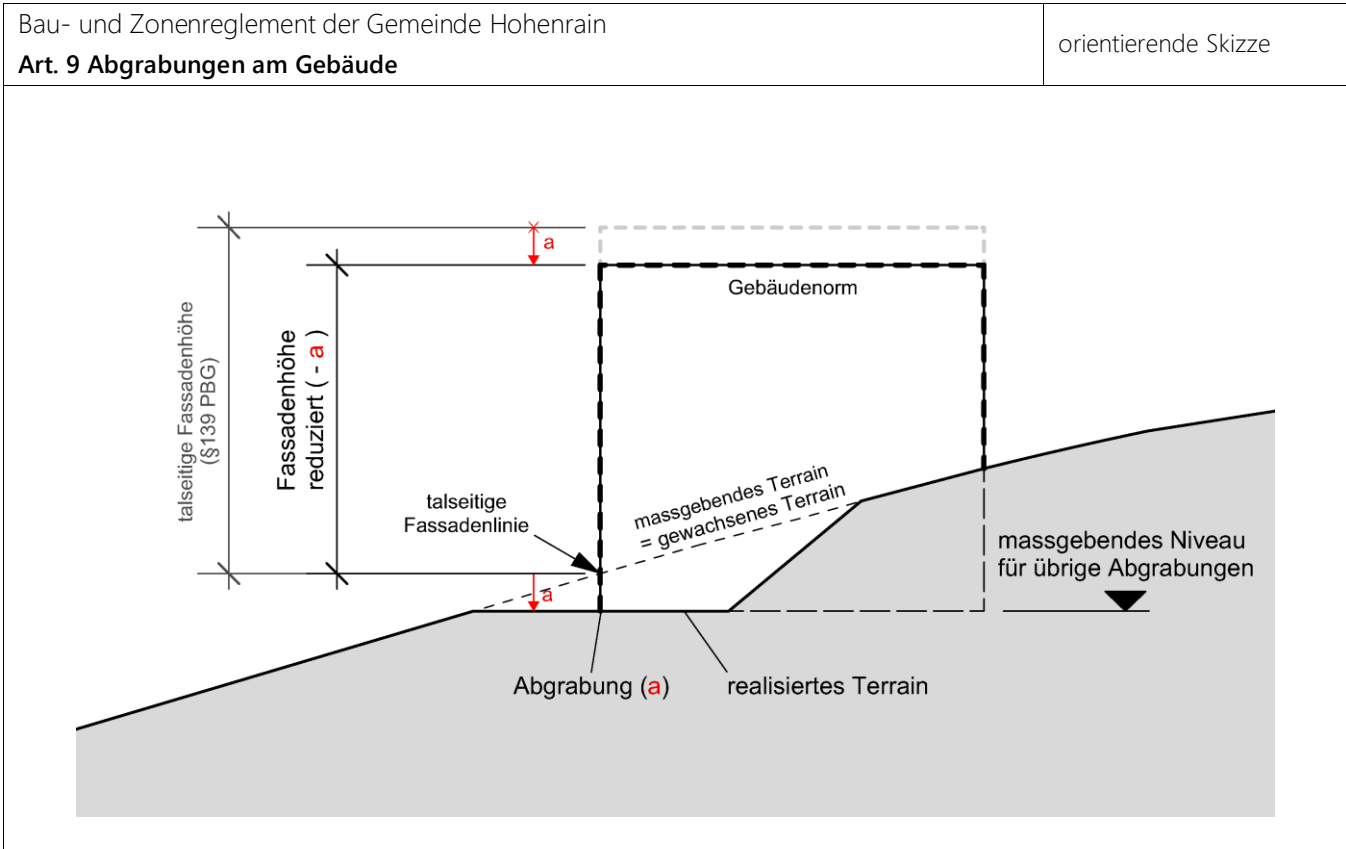 Bau- und Zonenreglement der Gemeinde Hohenrain
Art. 9 Abgrabungen am Gebäude
orientierende Skizze
a
Gebäudenorm
talseitige Fassadenhöhe
(§139 PBG)
Fassadenhöhe
reduziert ( - a )
talseitige
Fassadenlinie
massgebendes Terrain
= gewachsenes Terrain
massgebendes Niveau
für übrige Abgrabungen
a
Abgrabung (a)
realisiertes Terrain